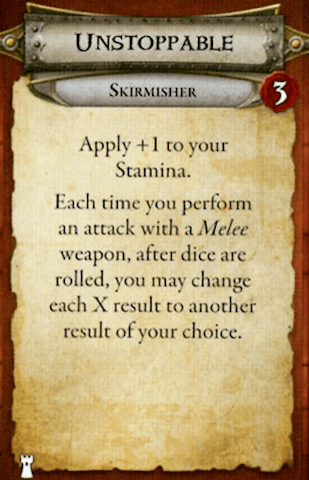 UNSTOPPABLE
SKIRMISHER
3
Apply +1 to your
Stamina.
Each time you perform
an attack with a Melee
weapon, after dice are
rolled, you may change
each X result to another
result of your choice.